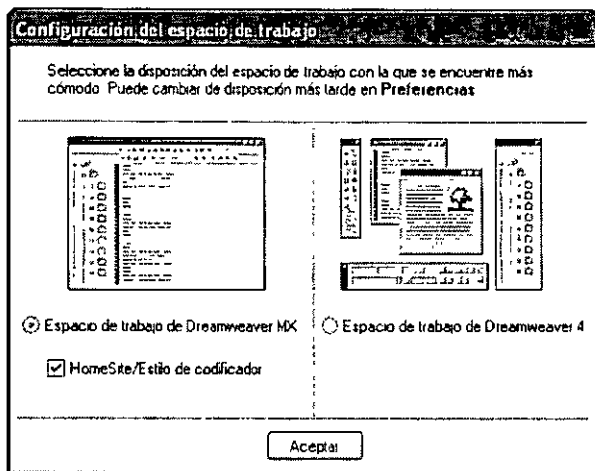 Configuración del espacio de trabajo
Seleccione la disposición del espacio de trabajo con la que se encuentre más
cómodo. Puede cambiar de disposición más tarde en Preferencias
Espacio de trabajo de Dreamweaver MX
Espacio de trabajo de Dreamweaver 4
HomeSite/Estilo de codificador
Aceptar